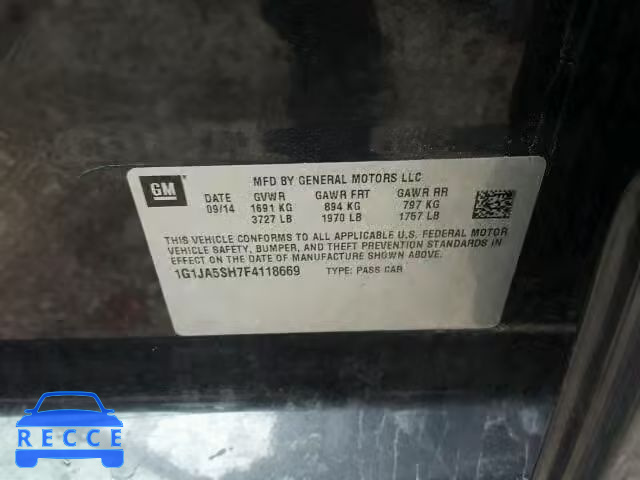 GM
MFD BY GENERAL MOTORS LLC
DATE GVWR GAWR FRT GAWR RR
09/14 1691 KG 894 KG 797 KG
3727 LB 1970 LB 1757 LB
THIS VEHICLE CONFORMS TO ALL APPLICABLE U.S. FEDERAL MOTOR
VEHICLE SAFETY, BUMPER, AND THEFT PREVENTION STANDARDS IN
EFFECT ON THE DATE OF MANUFACTURE SHOWN ABOVE.
1G1JA5SH7F4118669 TYPE: PASS CAR
RECCE